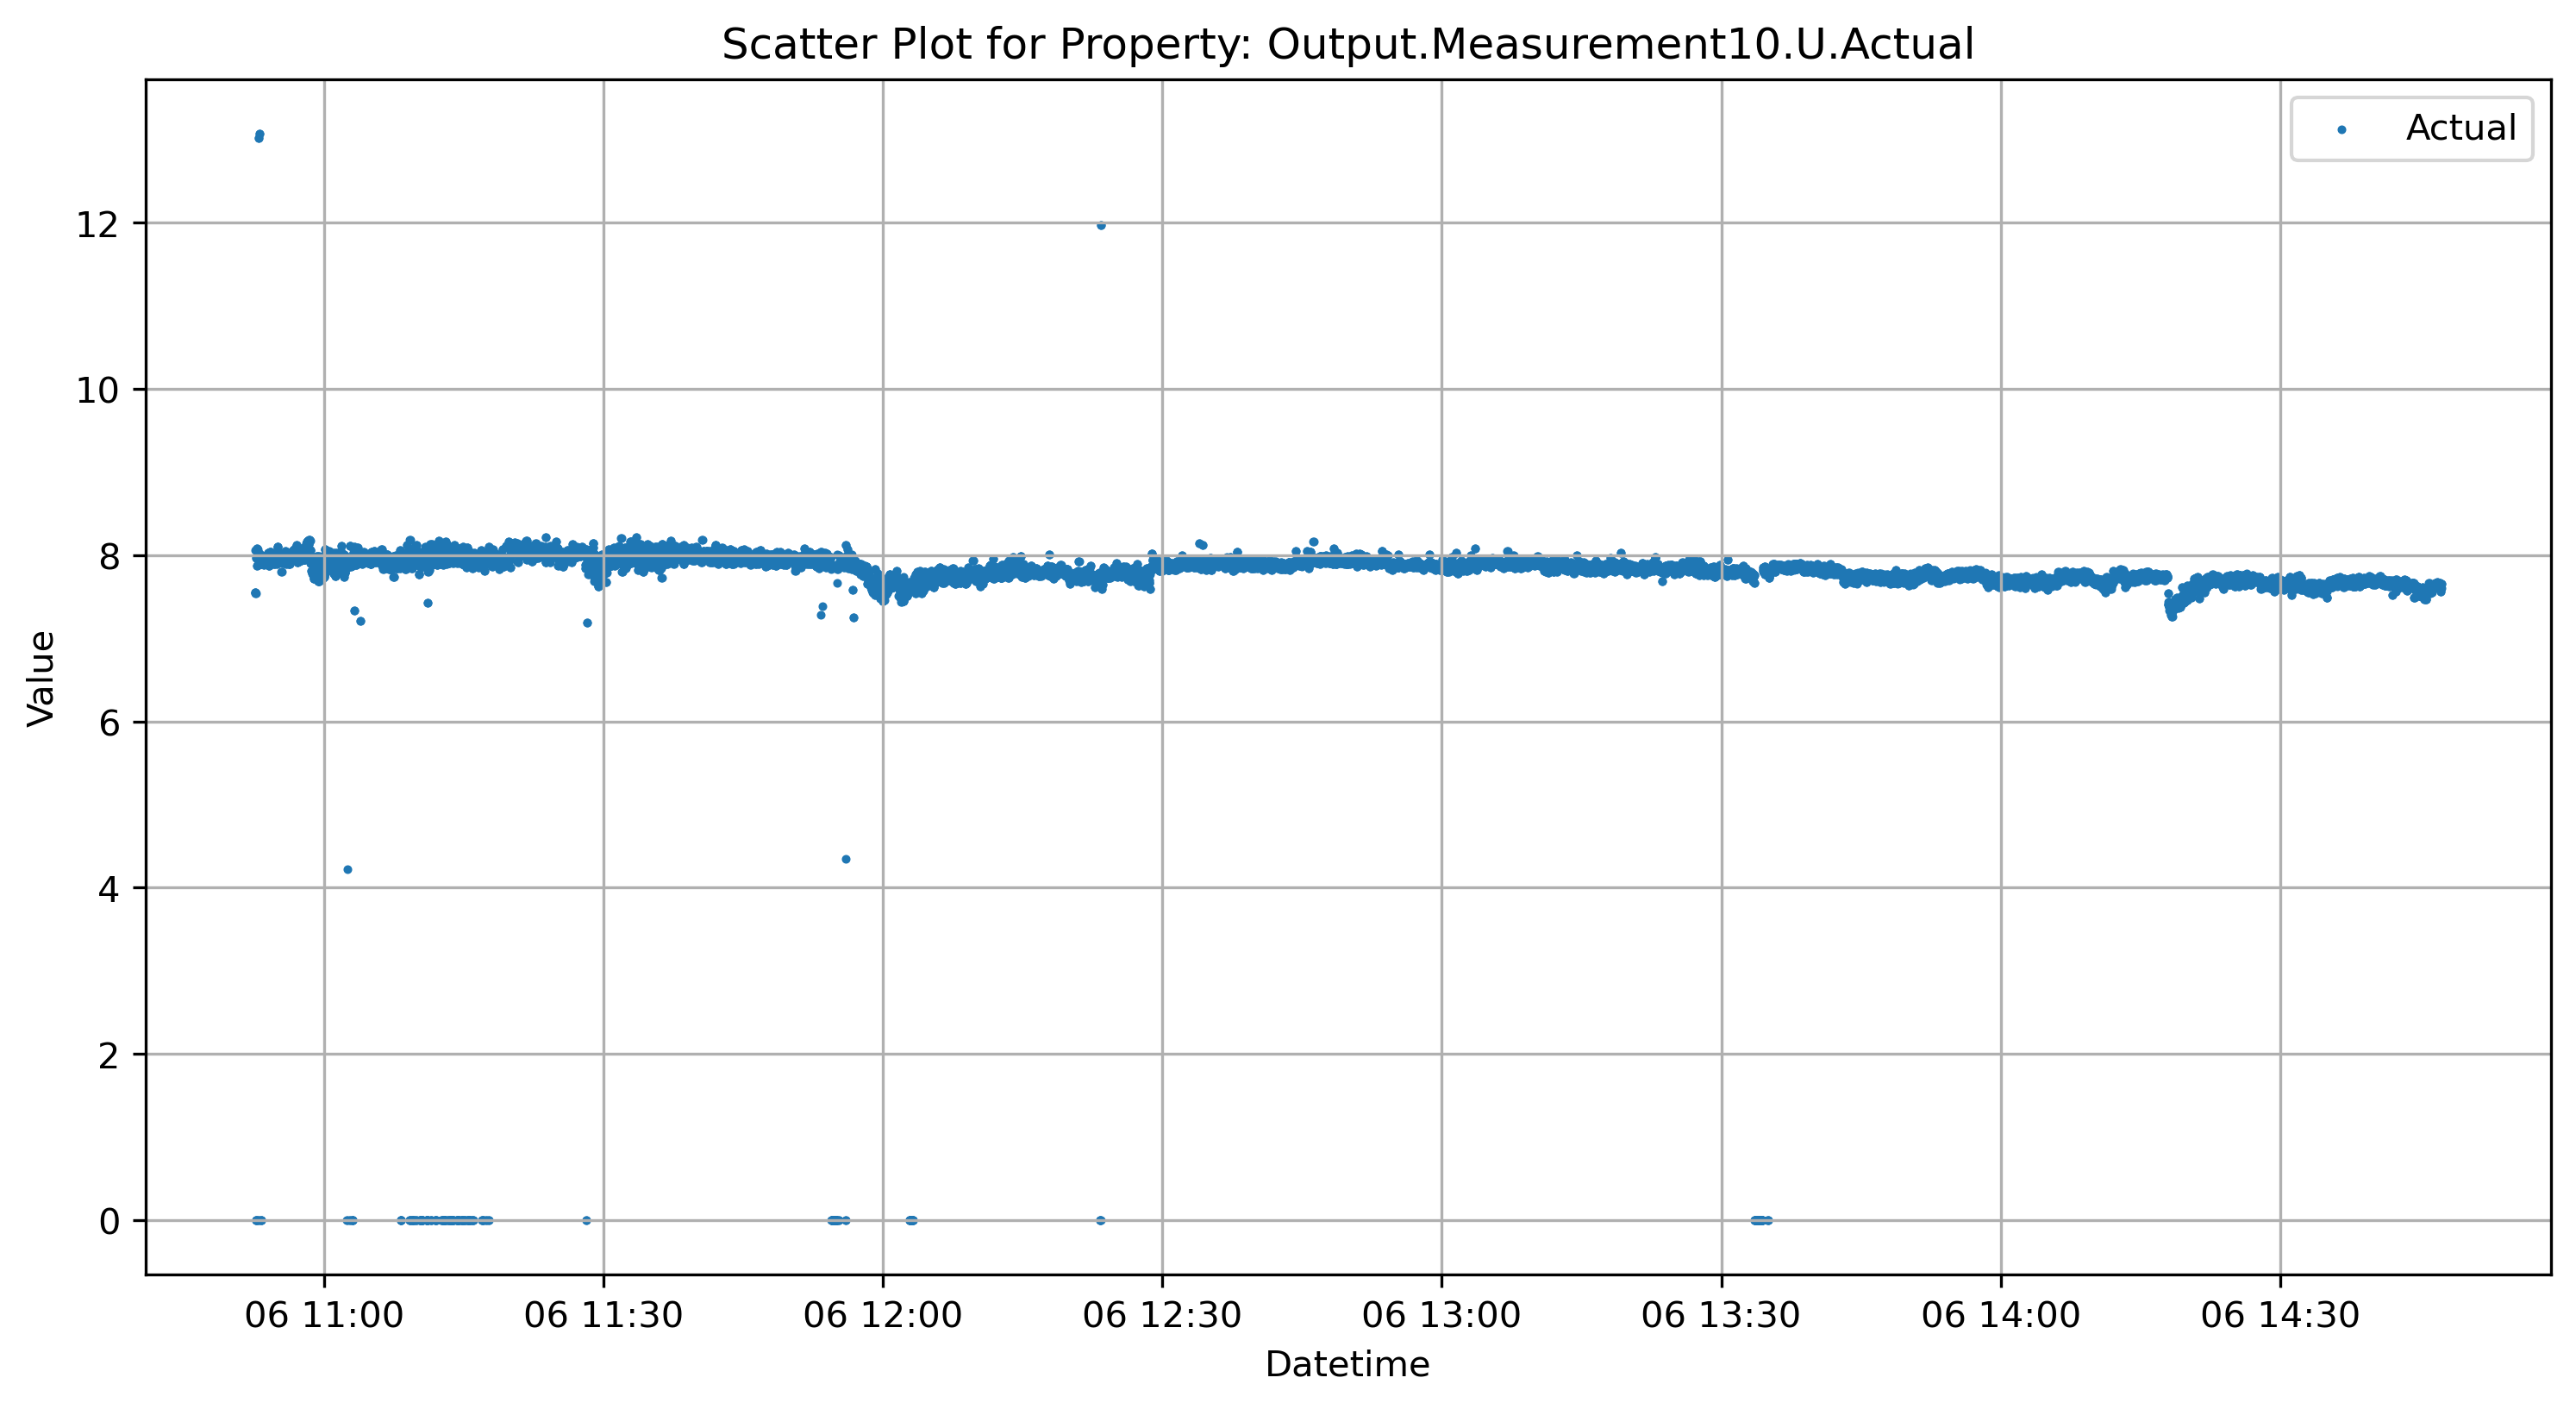 Scatter Plot for Property: Output.Measurement10.U.Actual
Actual
12
10
8
6
4
2
0
Value
06 11:00 06 11:30 06 12:00 06 12:30 06 13:00 06 13:30 06 14:00 06 14:30
Datetime